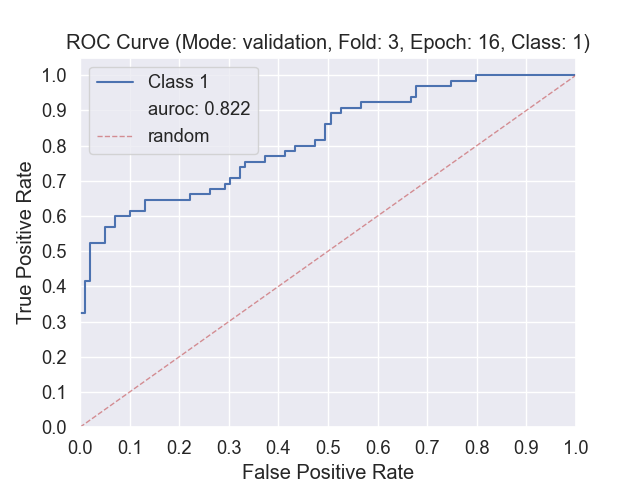 ROC Curve (Mode: validation, Fold: 3, Epoch: 16, Class: 1)
Class 1
auroc: 0.822
random
True Positive Rate
1.0
0.9
0.8
0.7
0.6
0.5
0.4
0.3
0.2
0.1
0.0
0.0 0.1 0.2 0.3 0.4 0.5 0.6 0.7 0.8 0.9 1.0
False Positive Rate